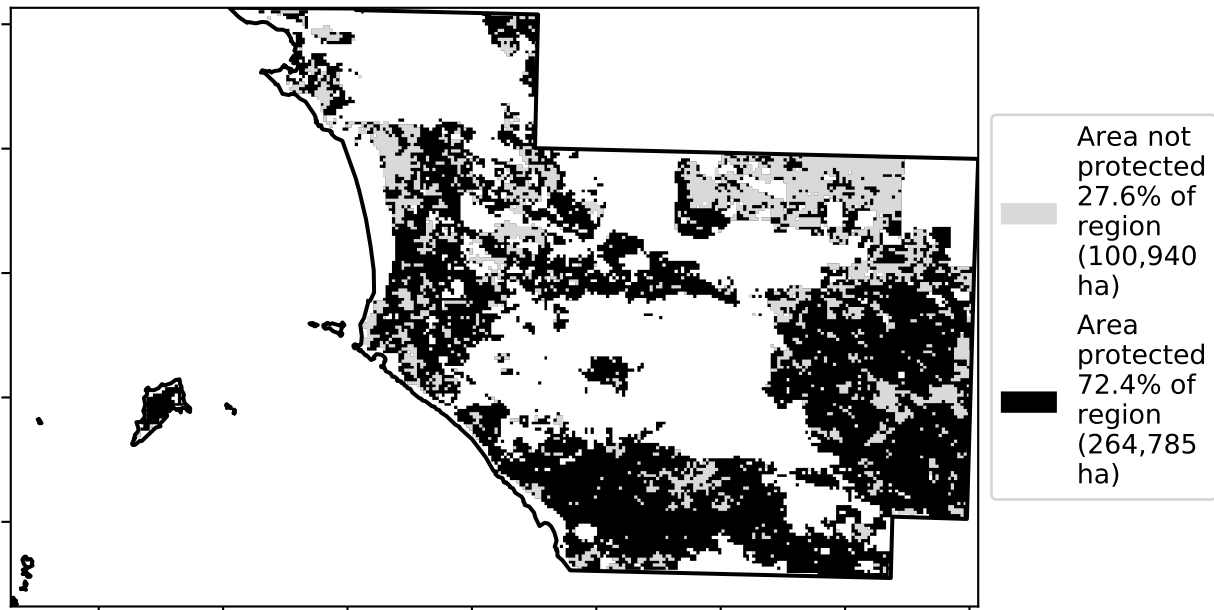 Area not
protected
27.6% of
region
(100,940
ha)
Area
protected
72.4% of
region
(264,785
ha)